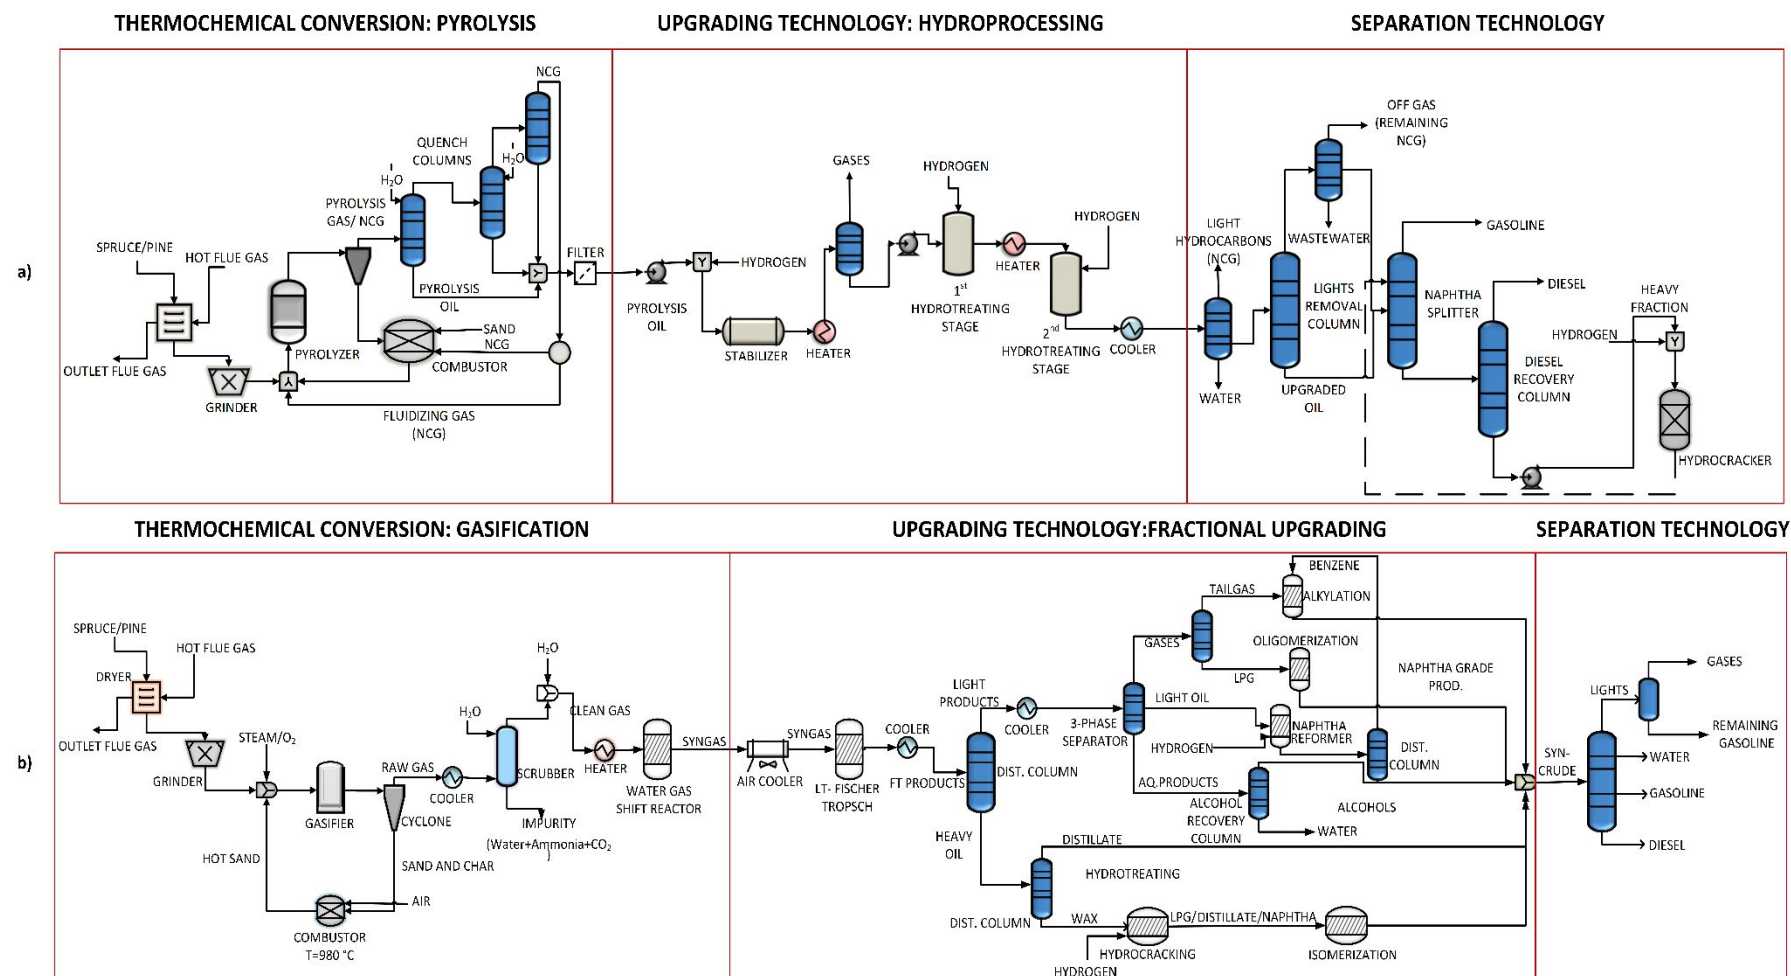 THERMOCHEMICAL CONVERSION: PYROLYSIS
UPGRADING TECHNOLOGY: HYDROPROCESSING
SEPARATION TECHNOLOGY
a)
SPRUCE/PINE
HOT FLUE GAS
OUTLET FLUE GAS
GRINDER
PYROLYZER
PYROLYSIS
GAS/ NCG
H₂O
QUENCH
COLUMNS
H₂O
NCG
PYROLYSIS
OIL
SAND
NCG
COMBUSTOR
FLUIDIZING GAS
(NCG)
FILTER
Y
Y
PYROLYSIS
OIL
Y
HYDROGEN
STABILIZER
HEATER
GASES
HYDROGEN
1st
HYDROTREATING
STAGE
HEATER
HYDROGEN
2nd
HYDROTREATING
STAGE
COOLER
LIGHT
HYDROCARBONS
(NCG)
WATER
OFF GAS
(REMAINING
NCG)
WASTEWATER
LIGHTS
REMOVAL
COLUMN
UPGRADED
OIL
GASOLINE
NAPHTHA
SPLITTER
DIESEL
DIESEL
RECOVERY
COLUMN
HEAVY
FRACTION
HYDROGEN
Y
HYDROCRACKER
THERMOCHEMICAL CONVERSION: GASIFICATION
UPGRADING TECHNOLOGY:FRACTIONAL UPGRADING
SEPARATION TECHNOLOGY
b)
SPRUCE/PINE
HOT FLUE GAS
DRYER
OUTLET FLUE GAS
GRINDER
STEAM/O₂
GASIFIER
RAW GAS
CYCLONE
COOLER
HOT SAND
SAND AND CHAR
AIR
COMBUSTOR
T=980 °C
H₂O
SCRUBBER
IMPURITY
(Water+Ammonia+CO₂
)
H₂O
CLEAN GAS
HEATER
WATER GAS
SHIFT REACTOR
SYNGAS
AIR COOLER
SYNGAS
LT- FISCHER
TROPSCH
COOLER
FT PRODUCTS
LIGHT
PRODUCTS
DIST. COLUMN
COOLER
HEAVY
OIL
3-PHASE
SEPARATOR
GASES
TAILGAS
BENZENE
ALKYLATION
OLIGOMERIZATION
LPG
LIGHT OIL
HYDROGEN
NAPHTHA
REFORMER
NAPHTHA GRADE
PROD.
DIST.
COLUMN
AQ.PRODUCTS
ALCOHOL
RECOVERY
COLUMN
ALCOHOLS
WATER
DISTILLATE
HYDROTREATING
DIST. COLUMN
WAX
HYDROGEN
HYDROCRACKING
LPG/DISTILLATE/NAPHTHA
ISOMERIZATION
SYN-
CRUDE
LIGHTS
GASES
REMAINING
GASOLINE
WATER
GASOLINE
DIESEL